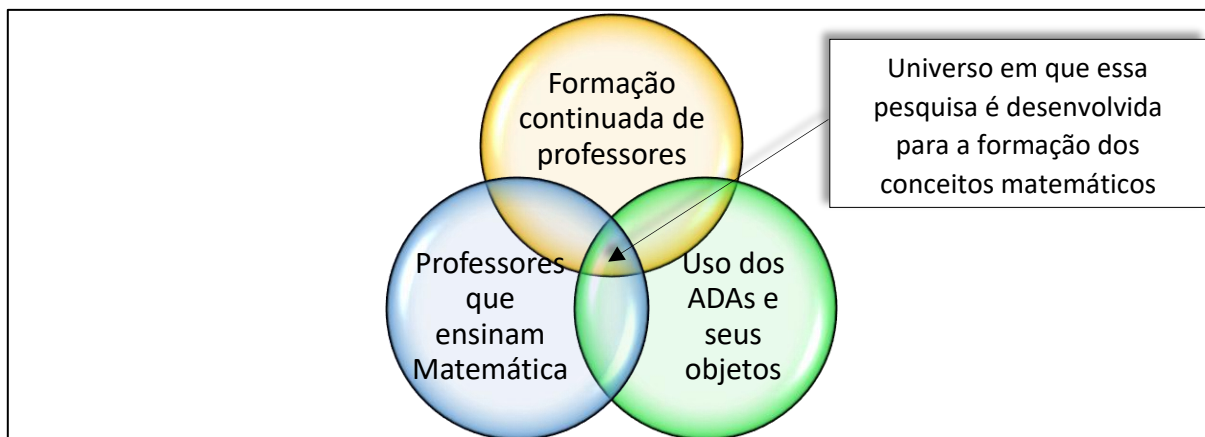 Formação
continuada de
professores
Universo em que essa
pesquisa é desenvolvida
para a formação dos
conceitos matemáticos
Professores
que
ensinam
Matemática
Uso dos
ADAs e
seus
objetos